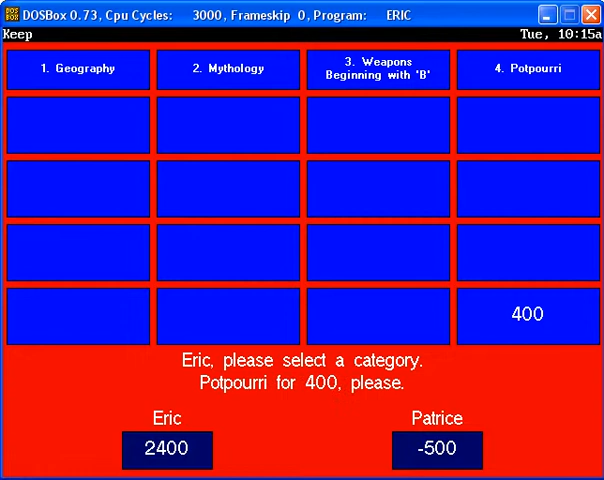 DOSBox 0.73, Cpu Cycles: 3000, Frameskip 0, Program: ERIC
Keep Tue, 10:15a
1. Geography
2. Mythology
3. Weapons
Beginning with 'B'
4. Potpourri
400
Eric, please select a category.
Potpourri for 400, please.
Eric Patrice
2400 -500